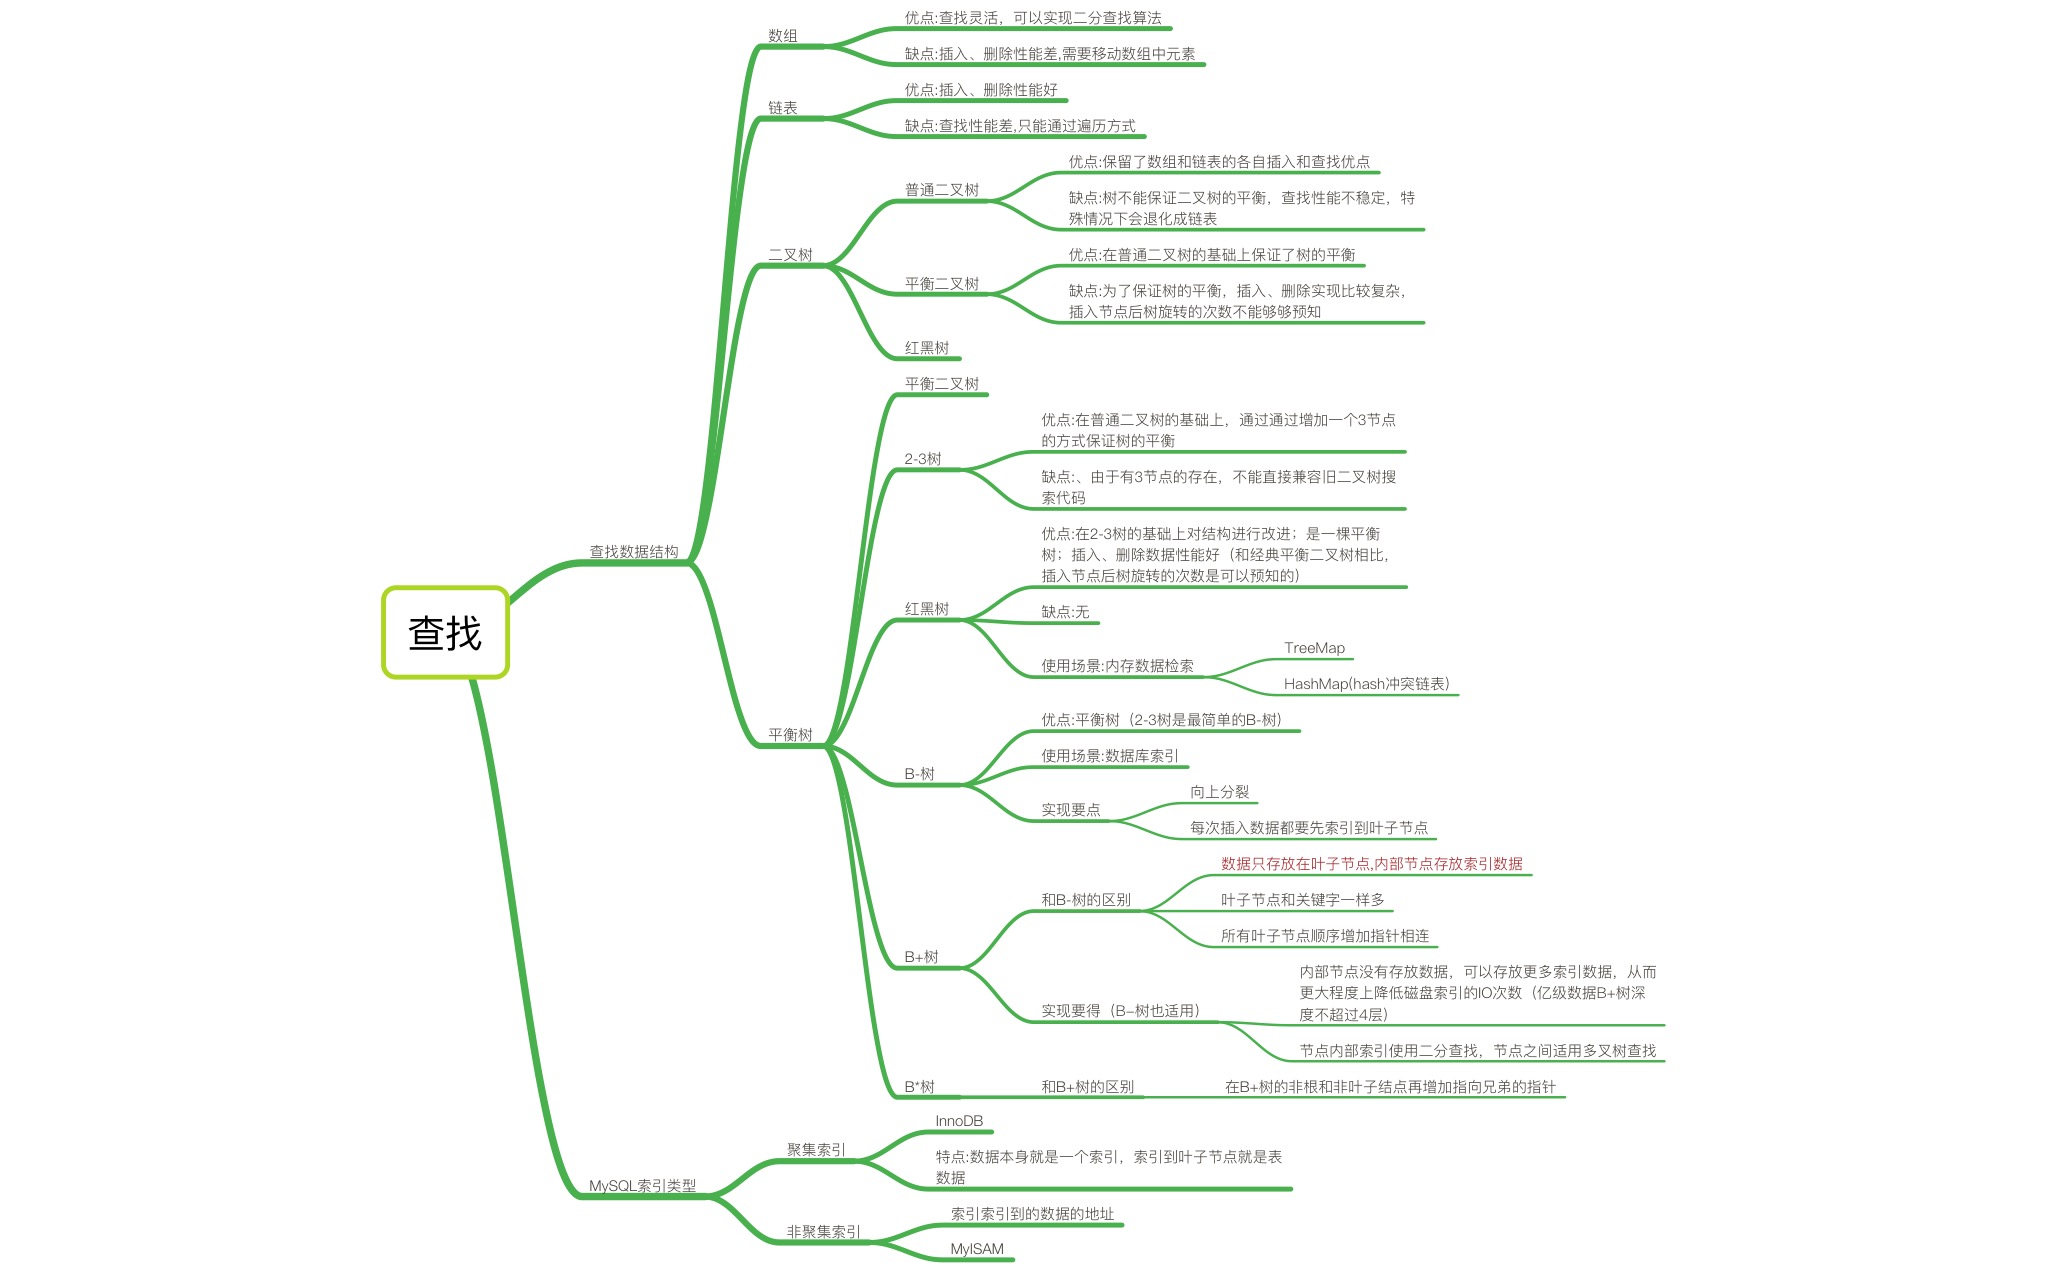 优点:查找灵活，可以实现二分查找算法
数组
缺点:插入、删除性能差,需要移动数组中元素
优点:插入、删除性能好
链表
缺点:查找性能差,只能通过遍历方式
优点:保留了数组和链表的各自插入和查找优点
普通二叉树
缺点:树不能保证二叉树的平衡，查找性能不稳定，特
殊情况下会退化成链表
二叉树
优点:在普通二叉树的基础上保证了树的平衡
平衡二叉树
缺点:为了保证树的平衡，插入、删除实现比较复杂，
插入节点后树旋转的次数不能够够预知
红黑树
平衡二叉树
优点:在普通二叉树的基础上，通过通过增加一个3节点
的方式保证树的平衡
2-3树
缺点:、由于有3节点的存在，不能直接兼容旧二叉树搜
索代码
查找数据结构
优点:在2-3树的基础上对结构进行改进；是一棵平衡
树；插入、删除数据性能好（和经典平衡二叉树相比，
插入节点后树旋转的次数是可以预知的）
红黑树
缺点:无
查找
使用场景:内存数据检索
TreeMap
HashMap(hash冲突链表)
平衡树
优点:平衡树（2-3树是最简单的B-树）
使用场景:数据库索引
B-树
向上分裂
实现要点
每次插入数据都要先索引到叶子节点
数据只存放在叶子节点,内部节点存放索引数据
和B-树的区别
叶子节点和关键字一样多
所有叶子节点顺序增加指针相连
B+树
内部节点没有存放数据，可以存放更多索引数据，从而
更大程度上降低磁盘索引的IO次数（亿级数据B+树深
度不超过4层）
实现要得（B–树也适用）
节点内部索引使用二分查找，节点之间适用多叉树查找
B*树
和B+树的区别
在B+树的非根和非叶子结点再增加指向兄弟的指针
InnoDB
聚集索引
特点:数据本身就是一个索引，索引到叶子节点就是表
数据
MySQL索引类型
索引索引到的数据的地址
非聚集索引
MyISAM